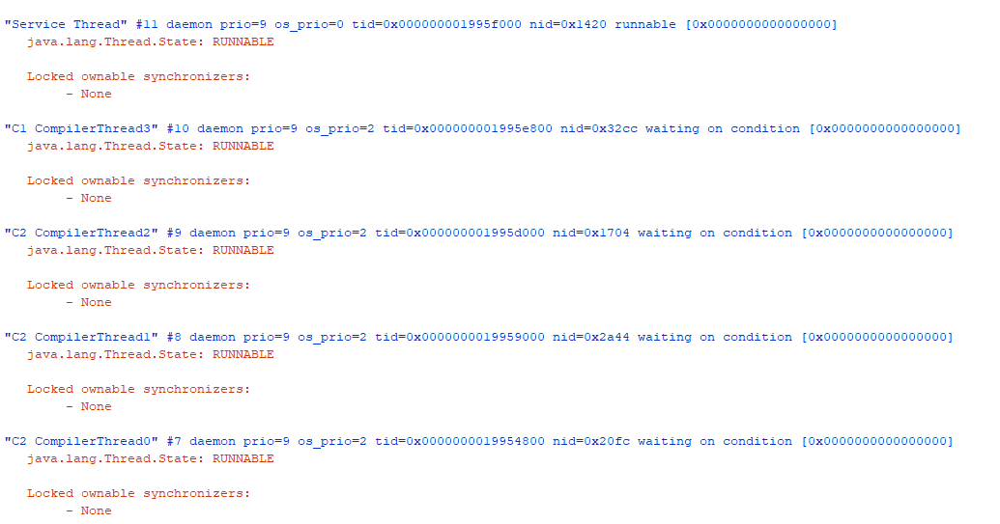 "Service Thread" #11 daemon prio=9 os_prio=0 tid=0x000000001995f000 nid=0x1420 runnable [0x0000000000000000]
java.lang.Thread.State: RUNNABLE
Locked ownable synchronizers:
- None
"C1 CompilerThread3" #10 daemon prio=9 os_prio=2 tid=0x000000001995e800 nid=0x32cc waiting on condition [0x0000000000000000]
java.lang.Thread.State: RUNNABLE
Locked ownable synchronizers:
- None
"C2 CompilerThread2" #9 daemon prio=9 os_prio=2 tid=0x000000001995d000 nid=0x1704 waiting on condition [0x0000000000000000]
java.lang.Thread.State: RUNNABLE
Locked ownable synchronizers:
- None
"C2 CompilerThread1" #8 daemon prio=9 os_prio=2 tid=0x0000000019959000 nid=0x2a44 waiting on condition [0x0000000000000000]
java.lang.Thread.State: RUNNABLE
Locked ownable synchronizers:
- None
"C2 CompilerThread0" #7 daemon prio=9 os_prio=2 tid=0x0000000019954800 nid=0x20fc waiting on condition [0x0000000000000000]
java.lang.Thread.State: RUNNABLE
Locked ownable synchronizers:
- None